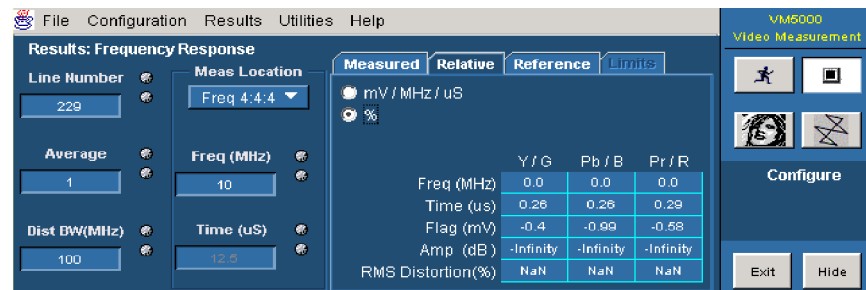 File Configuration Results Utilities Help
VM5000
Video Measurement
Results: Frequency Response
Line Number
229
Average
1
Dist BW(MHz)
100
Meas Location
Freq 4:4:4
Freq (MHz)
10
Time (uS)
12.5
Measured Relative Reference Limits
mV / MHz / uS
%
Y / G Pb / B Pr / R
Freq (MHz) 0.0 0.0 0.0
Time (us) 0.26 0.26 0.29
Flag (mV) -0.4 -0.99 -0.58
Amp (dB) -Infinity -Infinity -Infinity
RMS Distortion(%) NaN NaN NaN
Configure
Exit Hide